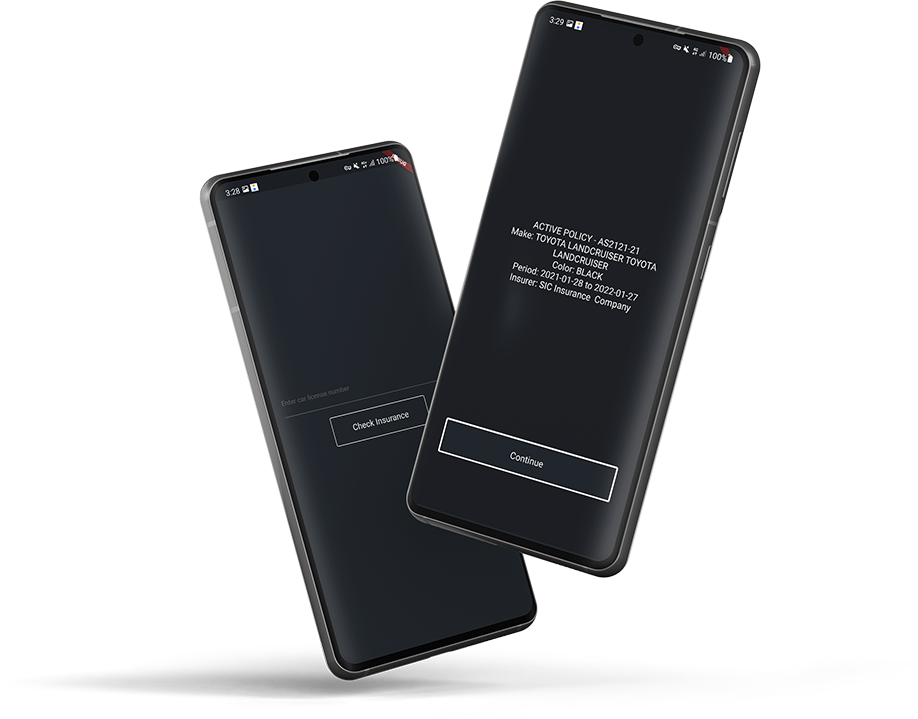 3:28
100%
Enter car license number
Check Insurance
3:29
100%
ACTIVE POLICY - AS2121-21
Make: TOYOTA LANDCRUISER TOYOTA
LANDCRUISER
Color: BLACK
Period: 2021-01-28 to 2022-01-27
Insurer: SIC Insurance Company
Continue